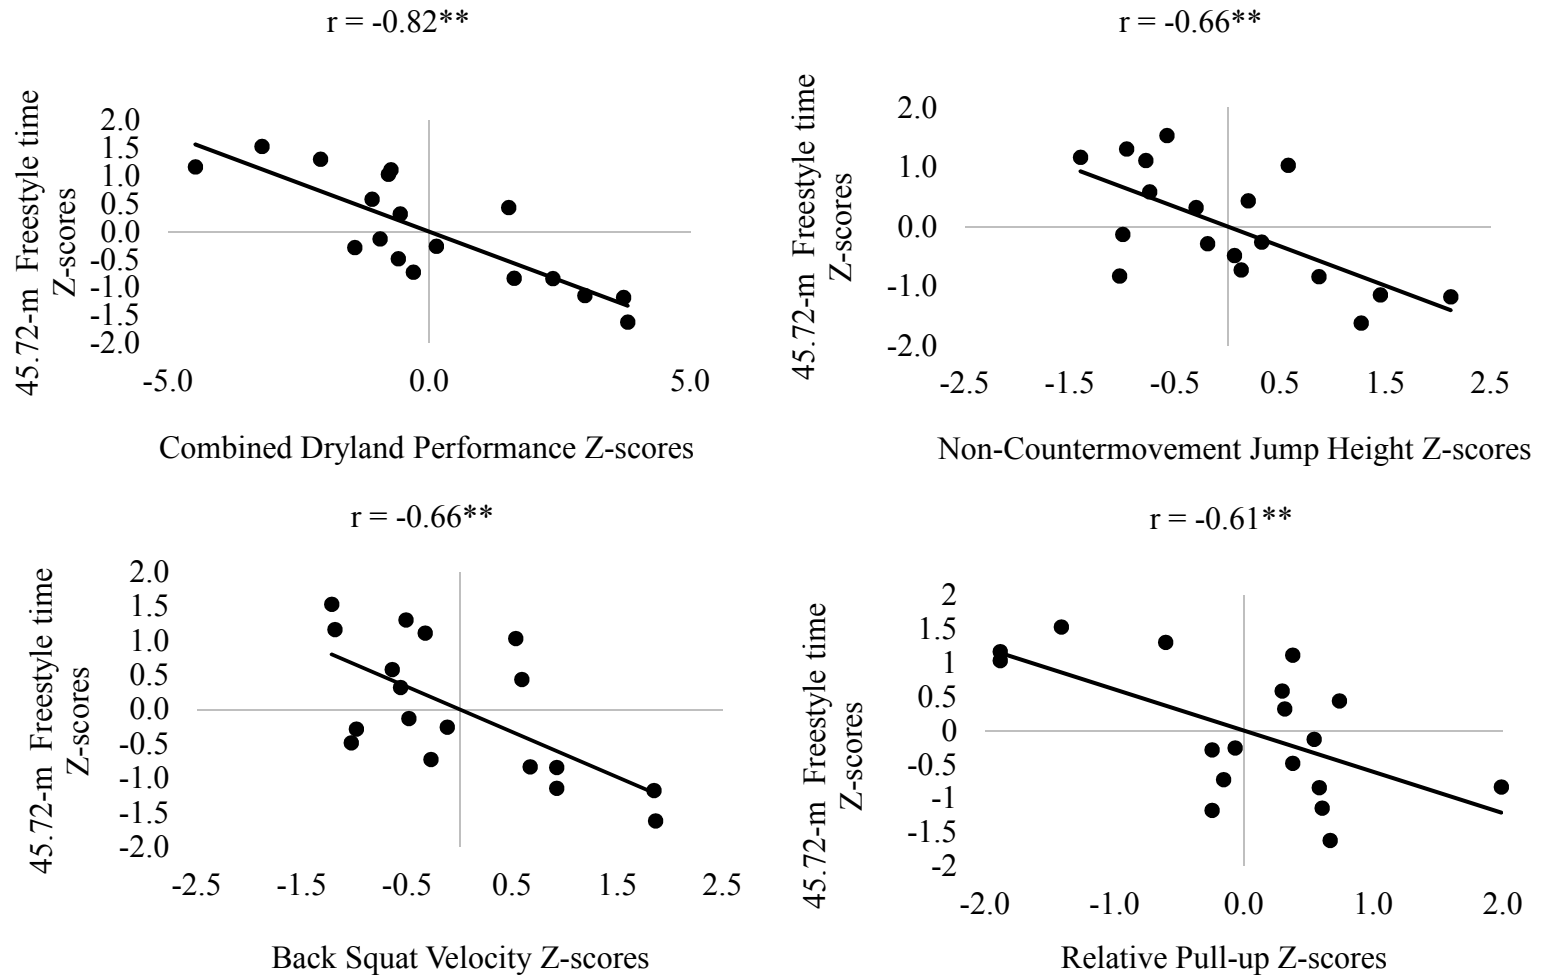 r = -0.82**
45.72-m Freestyle time
Z-scores
2.0
1.5
1.0
0.5
0.0
-0.5
-1.0
-1.5
-2.0
-5.0 0.0 5.0
Combined Dryland Performance Z-scores
r = -0.66**
45.72-m Freestyle time
Z-scores
2.0
1.0
0.0
-1.0
-2.0
-2.5 -1.5 -0.5 0.5 1.5 2.5
Non-Countermovement Jump Height Z-scores
r = -0.66**
45.72-m Freestyle time
Z-scores
2.0
1.5
1.0
0.5
0.0
-0.5
-1.0
-1.5
-2.0
-2.5 -1.5 -0.5 0.5 1.5 2.5
Back Squat Velocity Z-scores
r = -0.61**
45.72-m Freestyle time
Z-scores
2
1.5
1
0.5
0
-0.5
-1
-1.5
-2
-2.0 -1.0 0.0 1.0 2.0
Relative Pull-up Z-scores